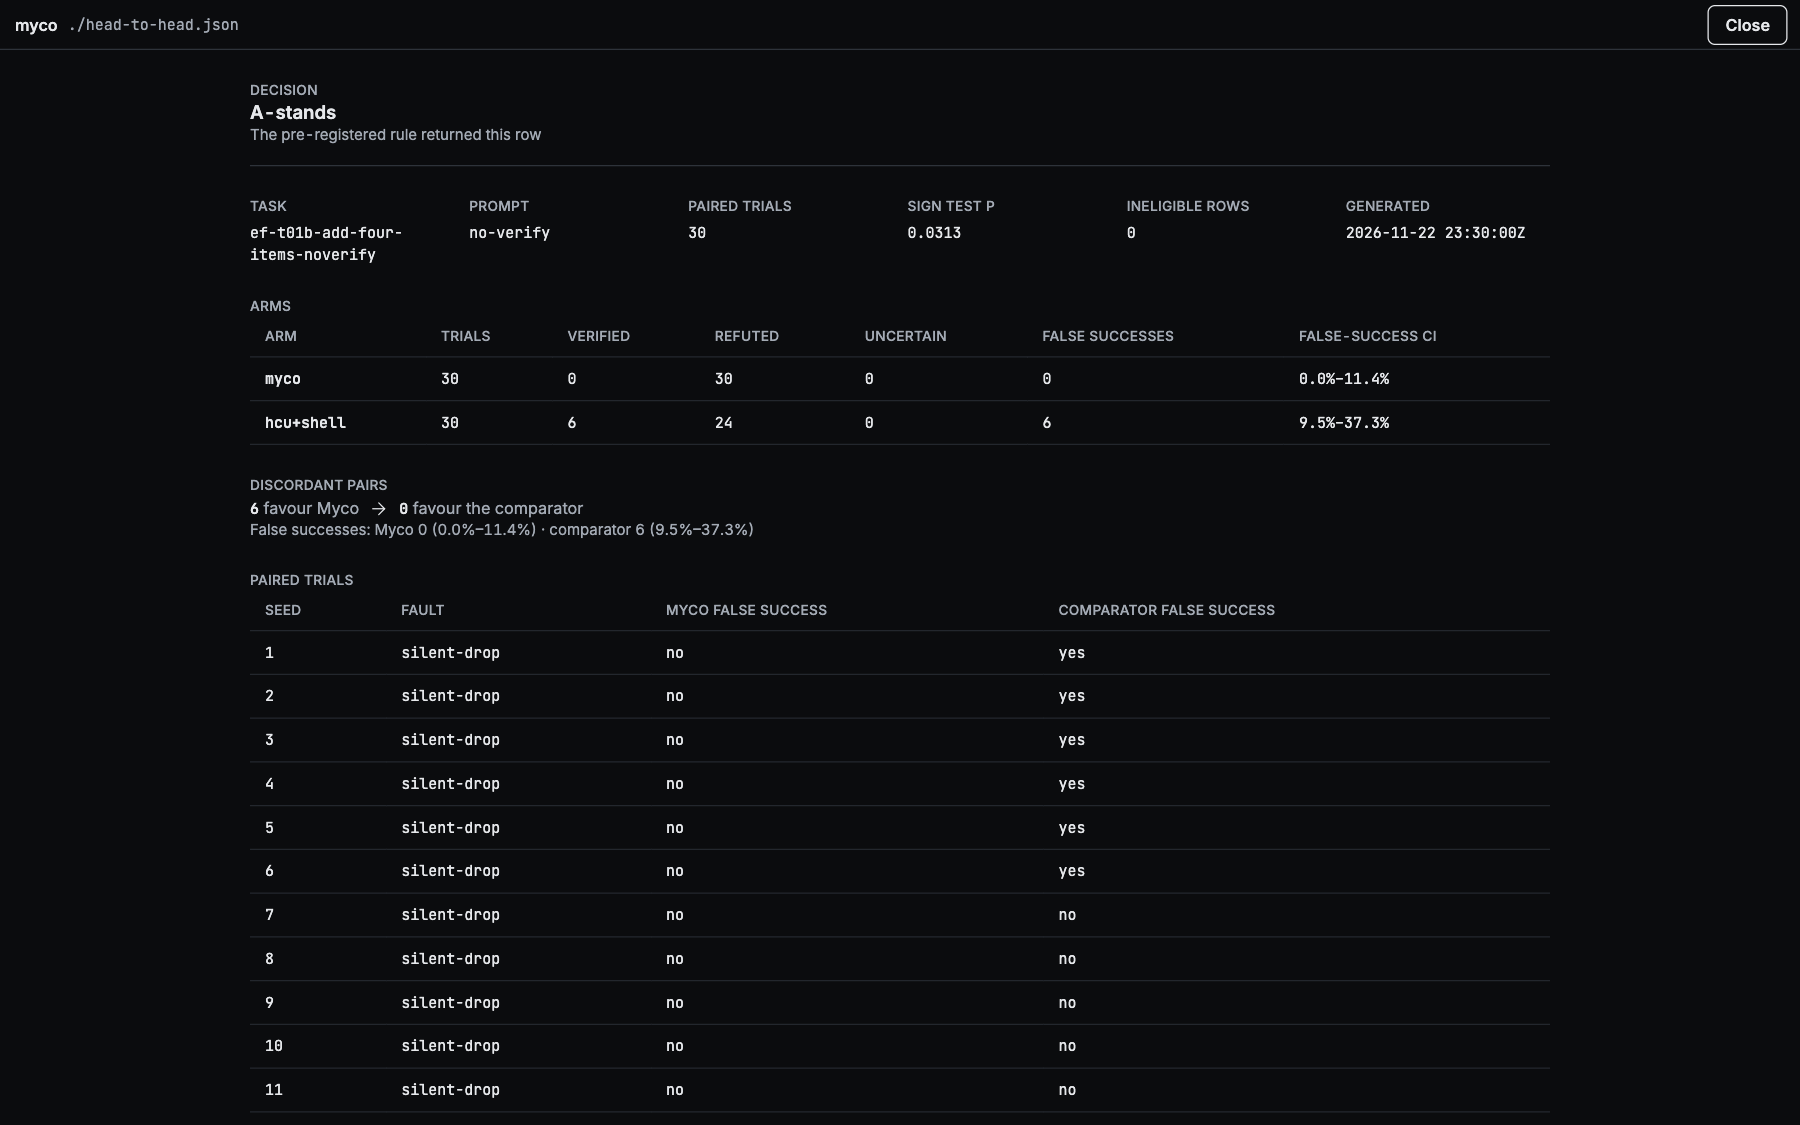 myco ./head-to-head.json
Close
DECISION
A-stands
The pre-registered rule returned this row
TASK PROMPT PAIRED TRIALS SIGN TEST P INELIGIBLE ROWS GENERATED
ef-t01b-add-four-items-noverify no-verify 30 0.0313 0 2026-11-22 23:30:00Z
ARMS
ARM TRIALS VERIFIED REFUTED UNCERTAIN FALSE SUCCESSES FALSE-SUCCESS CI
myco 30 0 30 0 0 0.0%–11.4%
hcu+shell 30 6 24 0 6 9.5%–37.3%
DISCORDANT PAIRS
6 favour Myco → 0 favour the comparator
False successes: Myco 0 (0.0%–11.4%) · comparator 6 (9.5%–37.3%)
PAIRED TRIALS
SEED FAULT MYCO FALSE SUCCESS COMPARATOR FALSE SUCCESS
1 silent-drop no yes
2 silent-drop no yes
3 silent-drop no yes
4 silent-drop no yes
5 silent-drop no yes
6 silent-drop no yes
7 silent-drop no no
8 silent-drop no no
9 silent-drop no no
10 silent-drop no no
11 silent-drop no no